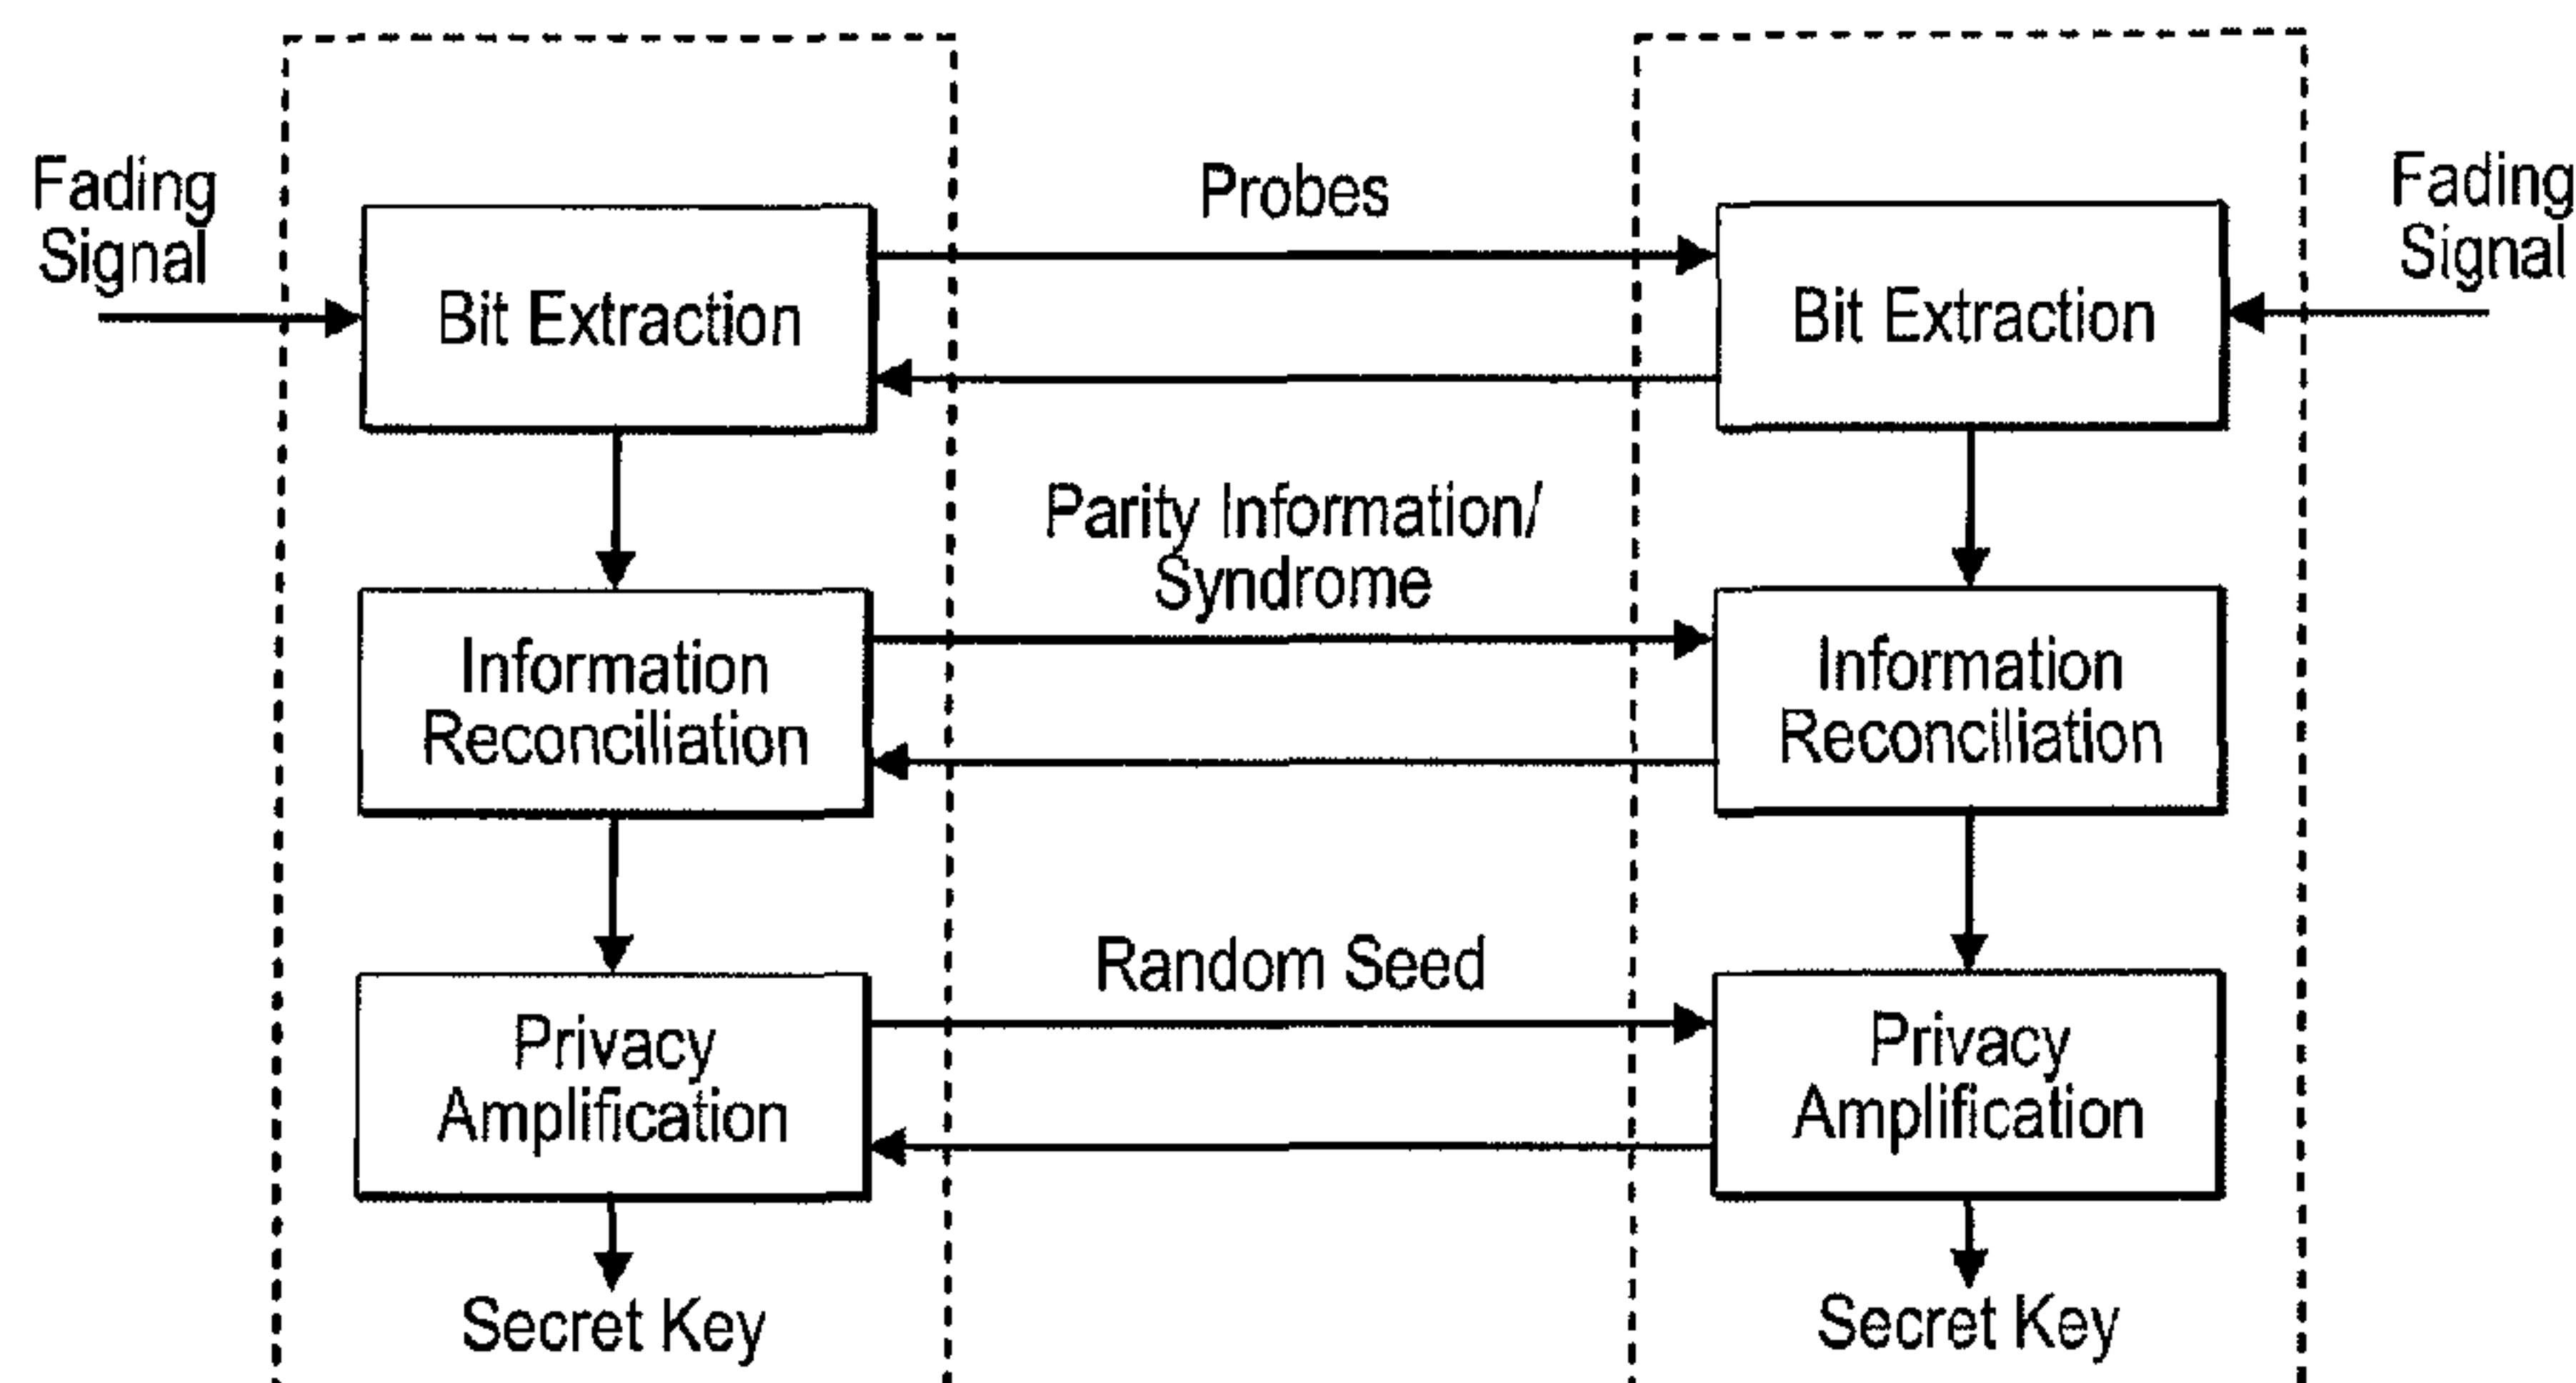 Fading
Signal
Probes
Fading
Signal
Bit Extraction
Bit Extraction
Parity Information/
Syndrome
Information
Reconciliation
Information
Reconciliation
Random Seed
Privacy
Amplification
Privacy
Amplification
Secret Key
Secret Key